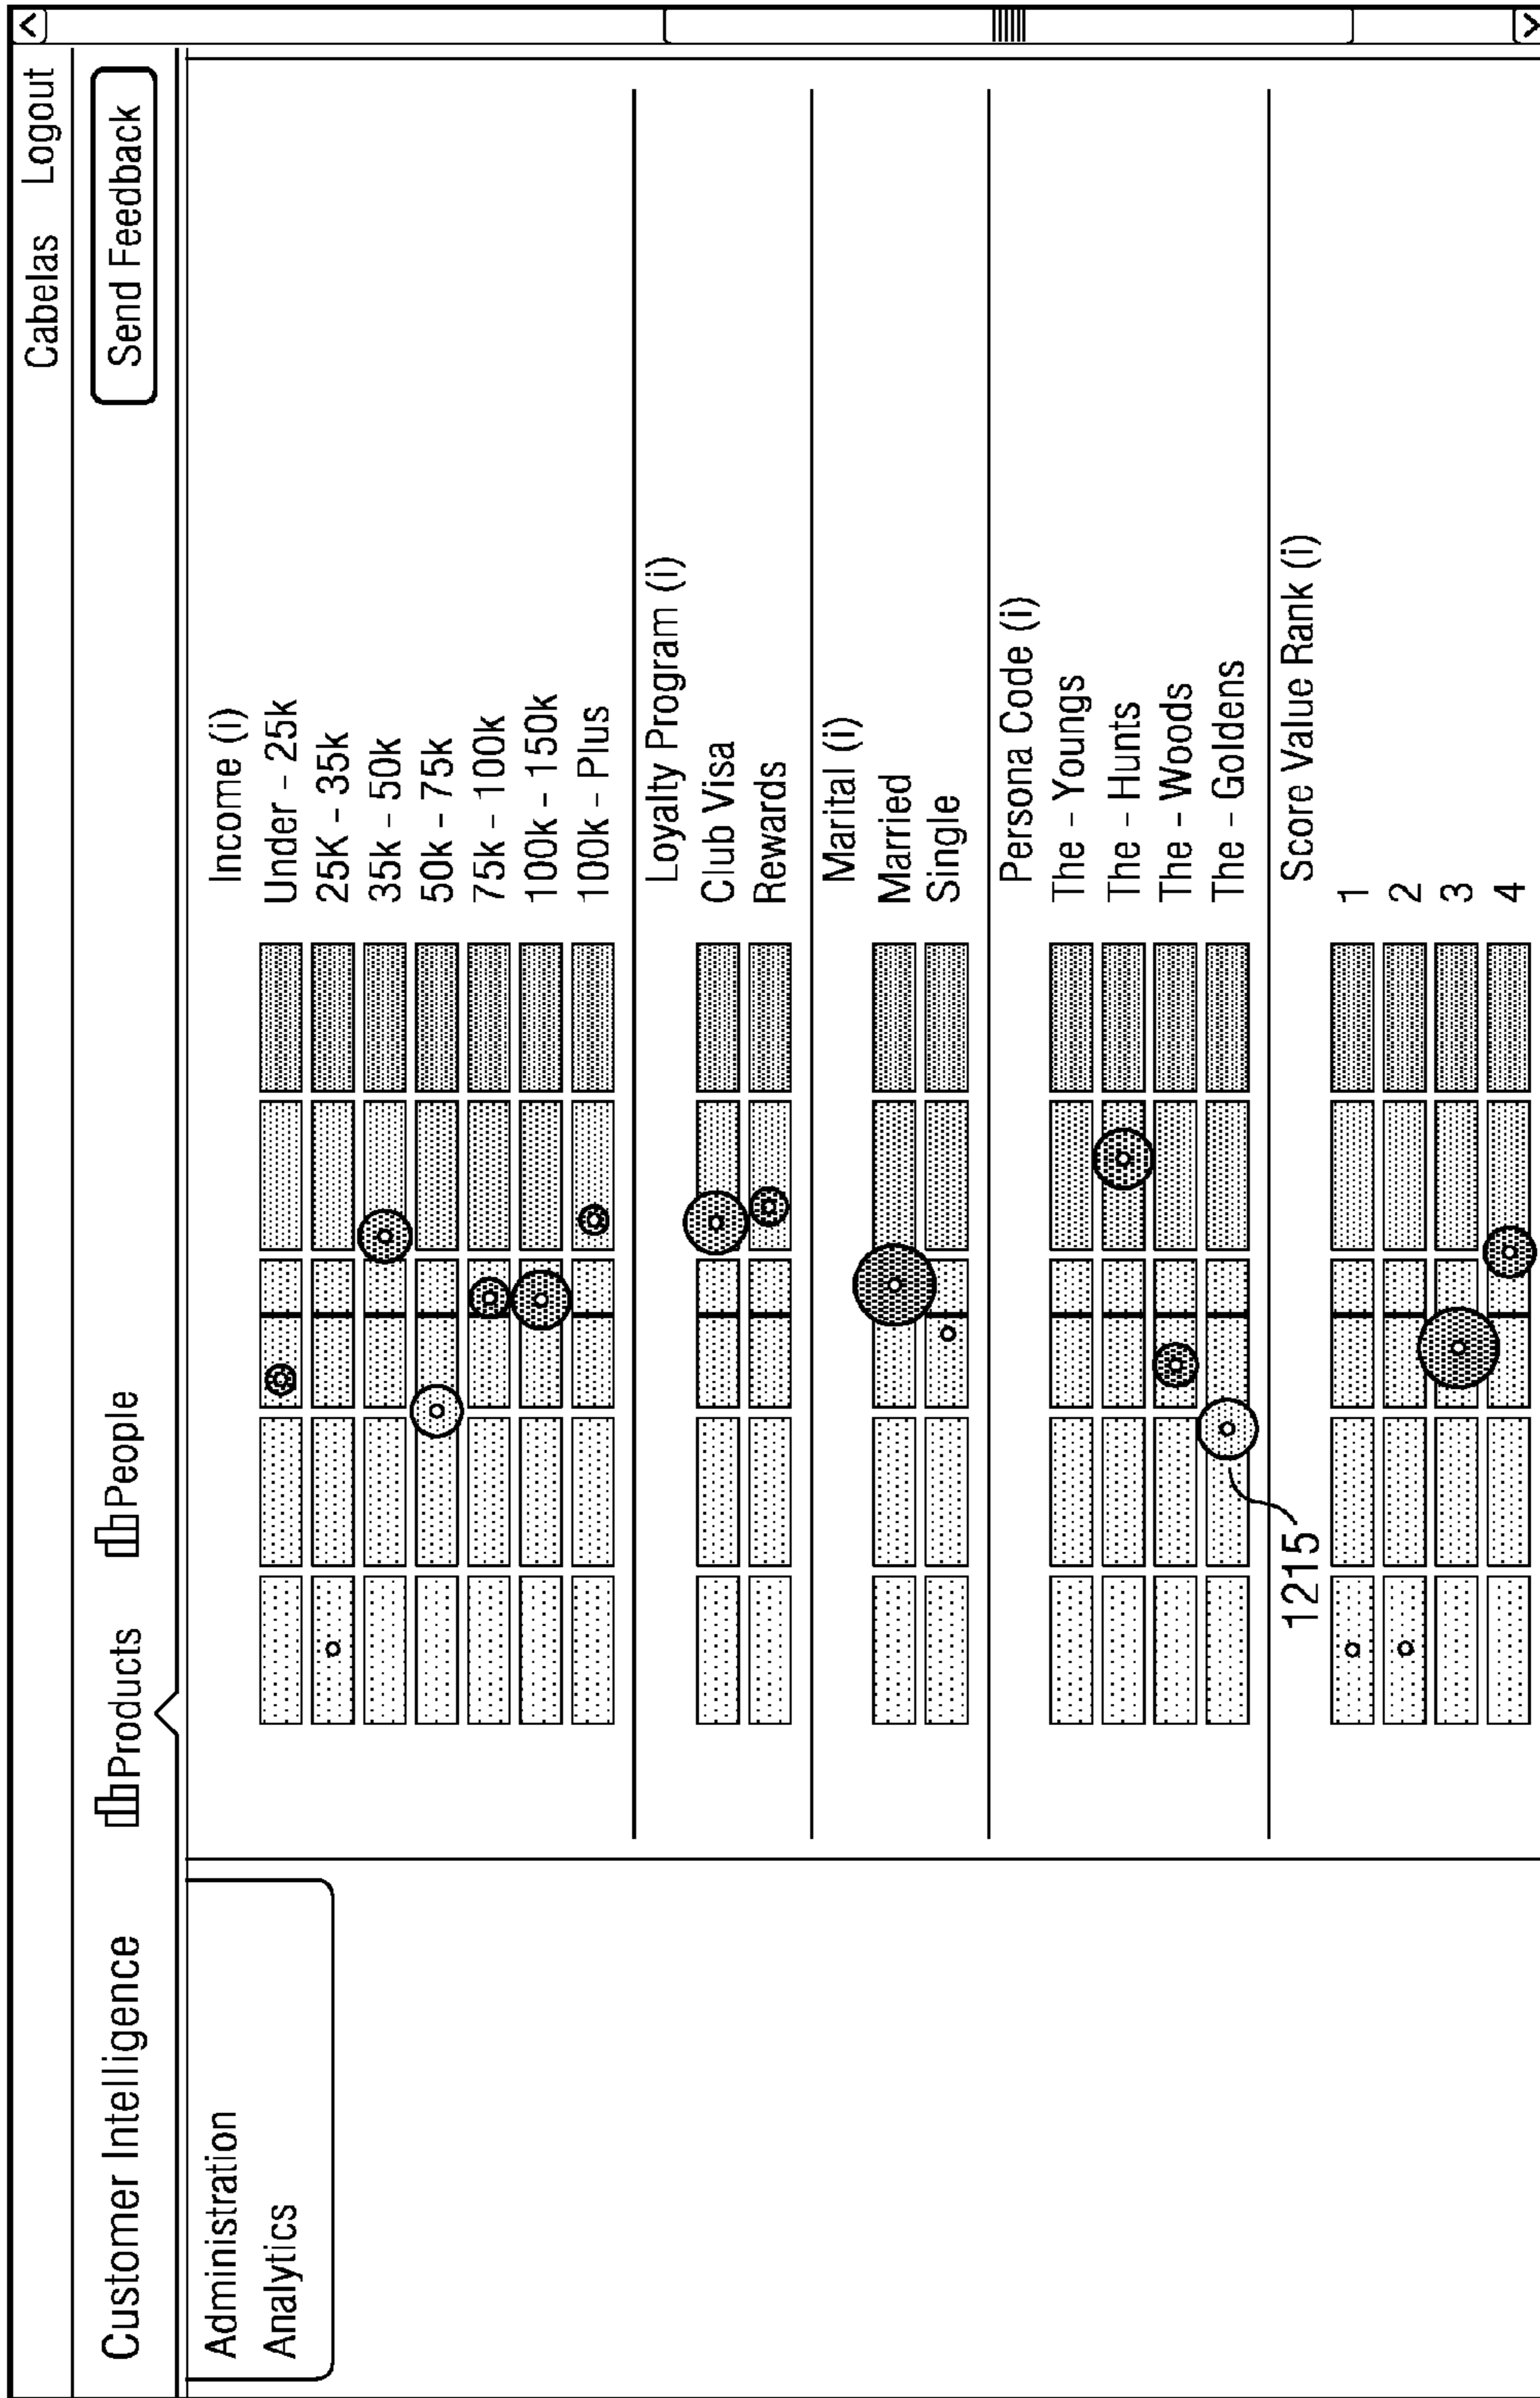 Cabelas Logout
Customer Intelligence Products People Send Feedback
Administration
Analytics
Income (i)
Under - 25k
25K - 35k
35k - 50k
50k - 75k
75k - 100k
100k - 150k
100k - Plus
Loyalty Program (i)
Club Visa
Rewards
Marital (i)
Married
Single
Persona Code (i)
The - Youngs
The - Hunts
The - Woods
The - Goldens
1215
Score Value Rank (i)
1
2
3
4